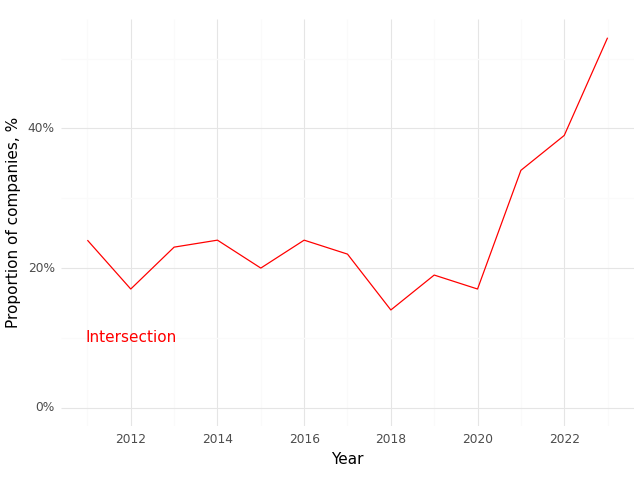 Proportion of companies, %
40%
20%
0%
Intersection
2012 2014 2016 2018 2020 2022
Year